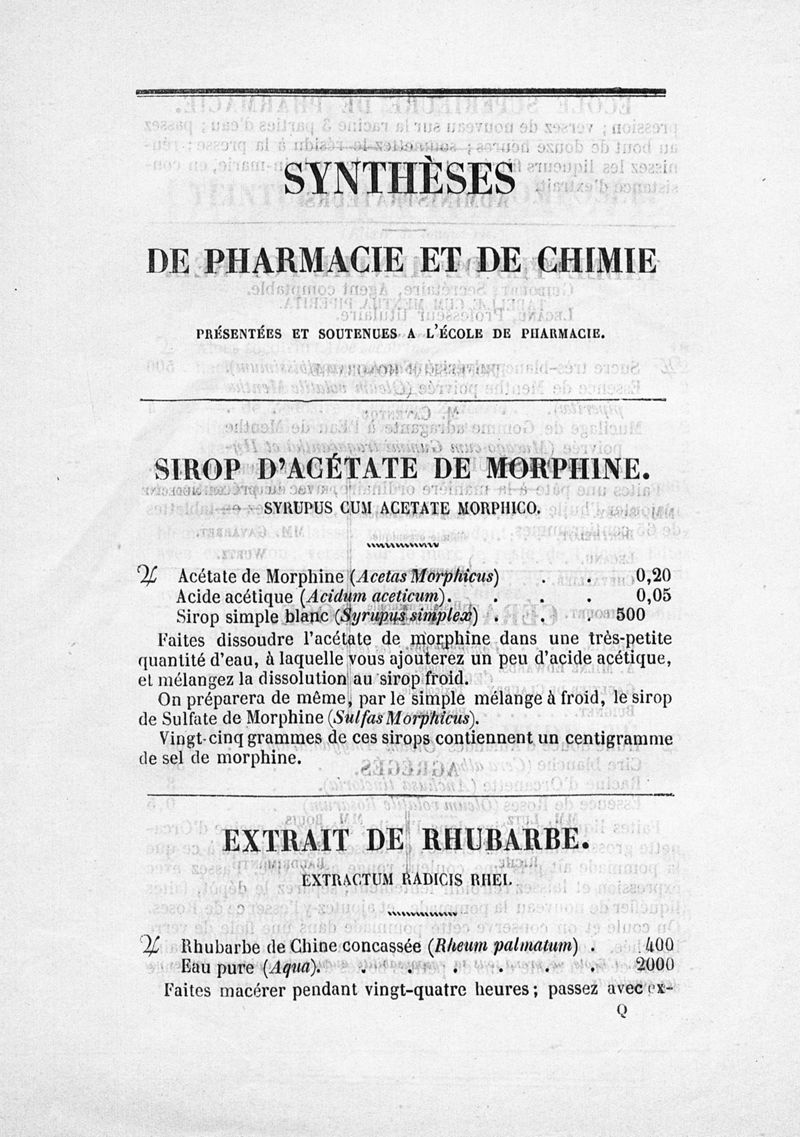 SYNTHÈSES
DE PHARMACIE ET DE CHIMIE
PRÉSENTÉES ET SOUTENUES A L'ÉCOLE DE PHARMACIE.
SIROP D'ACÉTATE DE MORPHINE.
SYRUPUS CUM ACETATE MORPHICO.
♃ Acétate de Morphine (Acetas Morphicus) . . 0,20
Acide acétique (Acidum aceticum). . . . 0,05
Sirop simple blanc (Syrupus simplex) . . . 500
Faites dissoudre l'acétate de morphine dans une très-petite
quantité d'eau, à laquelle vous ajouterez un peu d'acide acétique,
et mélangez la dissolution au sirop froid.
On préparera de même, par le simple mélange à froid, le sirop
de Sulfate de Morphine (Sulfas Morphicus).
Vingt-cinq grammes de ces sirops contiennent un centigramme
de sel de morphine.
EXTRAIT DE RHUBARBE.
EXTRACTUM RADICIS RHEI.
♃ Rhubarbe de Chine concassée (Rheum palmatum) . 400
Eau pure (Aqua). . . . . . . 2000
Faites macérer pendant vingt-quatre heures ; passez avec ex-
Q